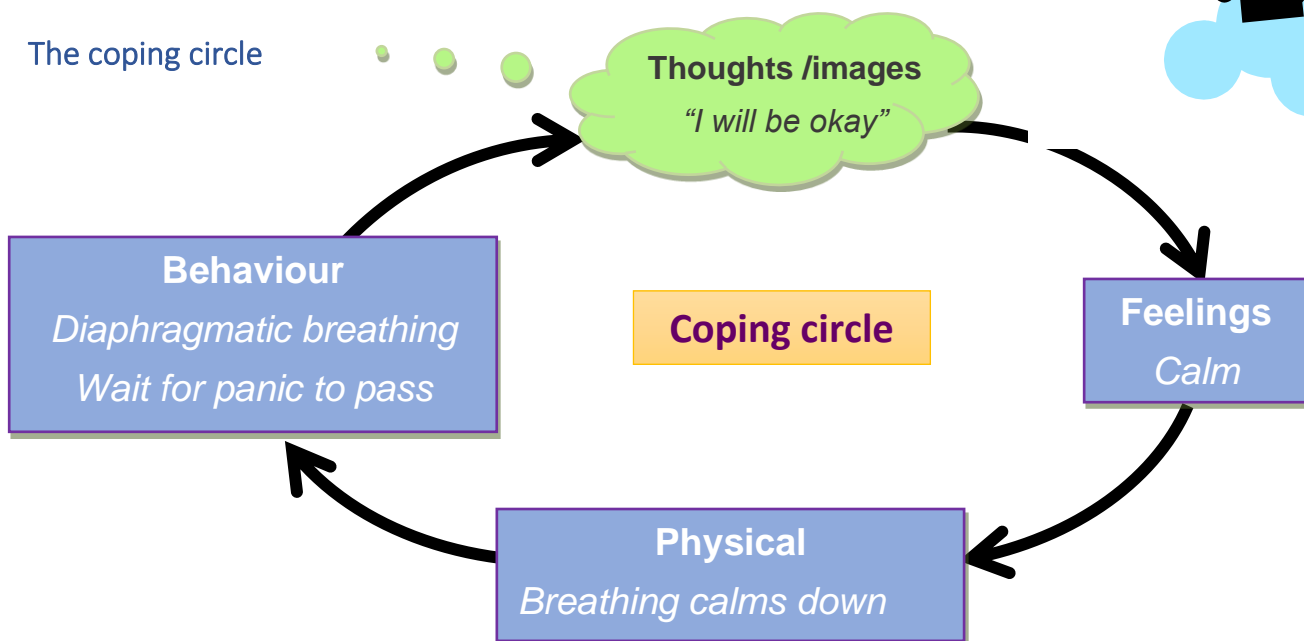 The coping circle
Thoughts /images
“I will be okay”
Behaviour
Diaphragmatic breathing
Wait for panic to pass
Coping circle
Feelings
Calm
Physical
Breathing calms down